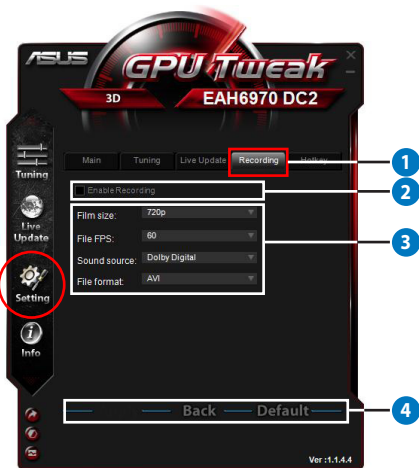 ASUS
GPU Tweak
3D
EAH6970 DC2
Main Tuning Live Update Recording Hotkey
1
Enable Recording
2
Film size: 720p
File FPS: 60
Sound source: Dolby Digital
File format: AVI
3
Tuning
Live
Update
Setting
Info
Back Default
4
Ver :1.1.4.4